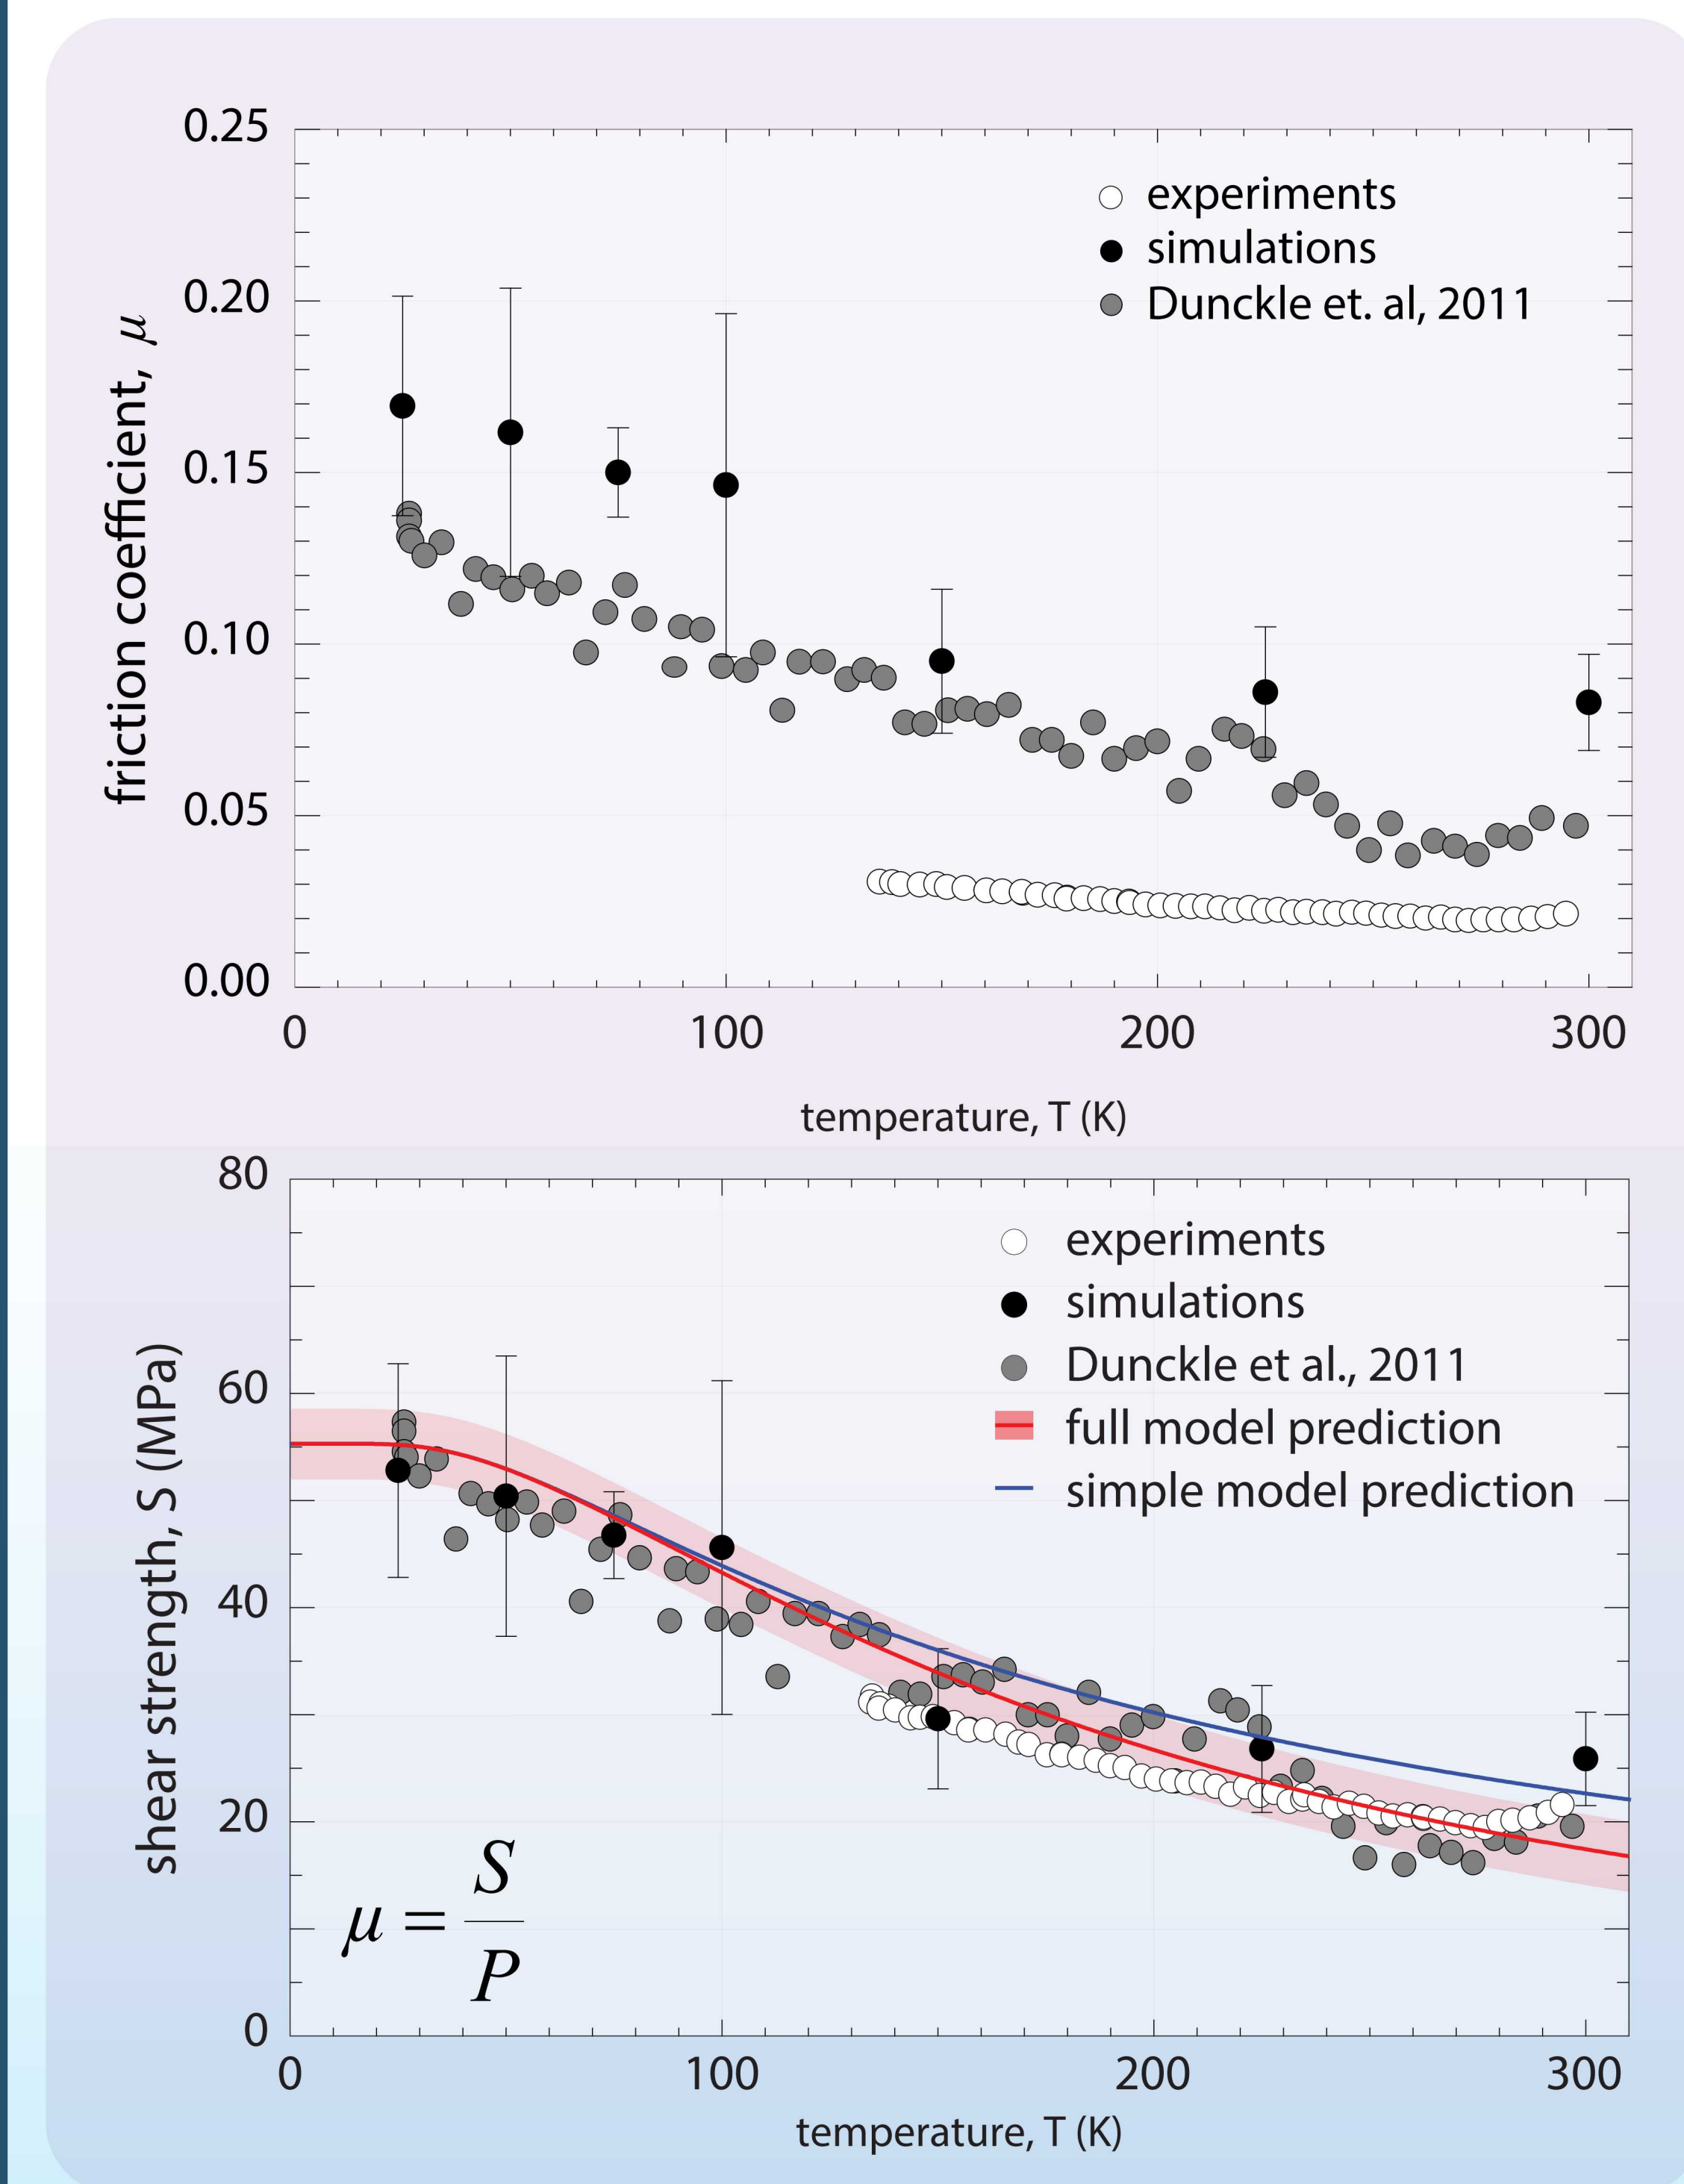 0.25
0.20
0.15
0.10
0.05
0.00
friction coefficient, μ
experiments
simulations
Dunckle et. al, 2011
0 100 200 300
temperature, T (K)
80
60
40
20
0
shear strength, S (MPa)
experiments
simulations
Dunckle et al., 2011
full model prediction
simple model prediction
μ = S
P
0 100 200 300
temperature, T (K)